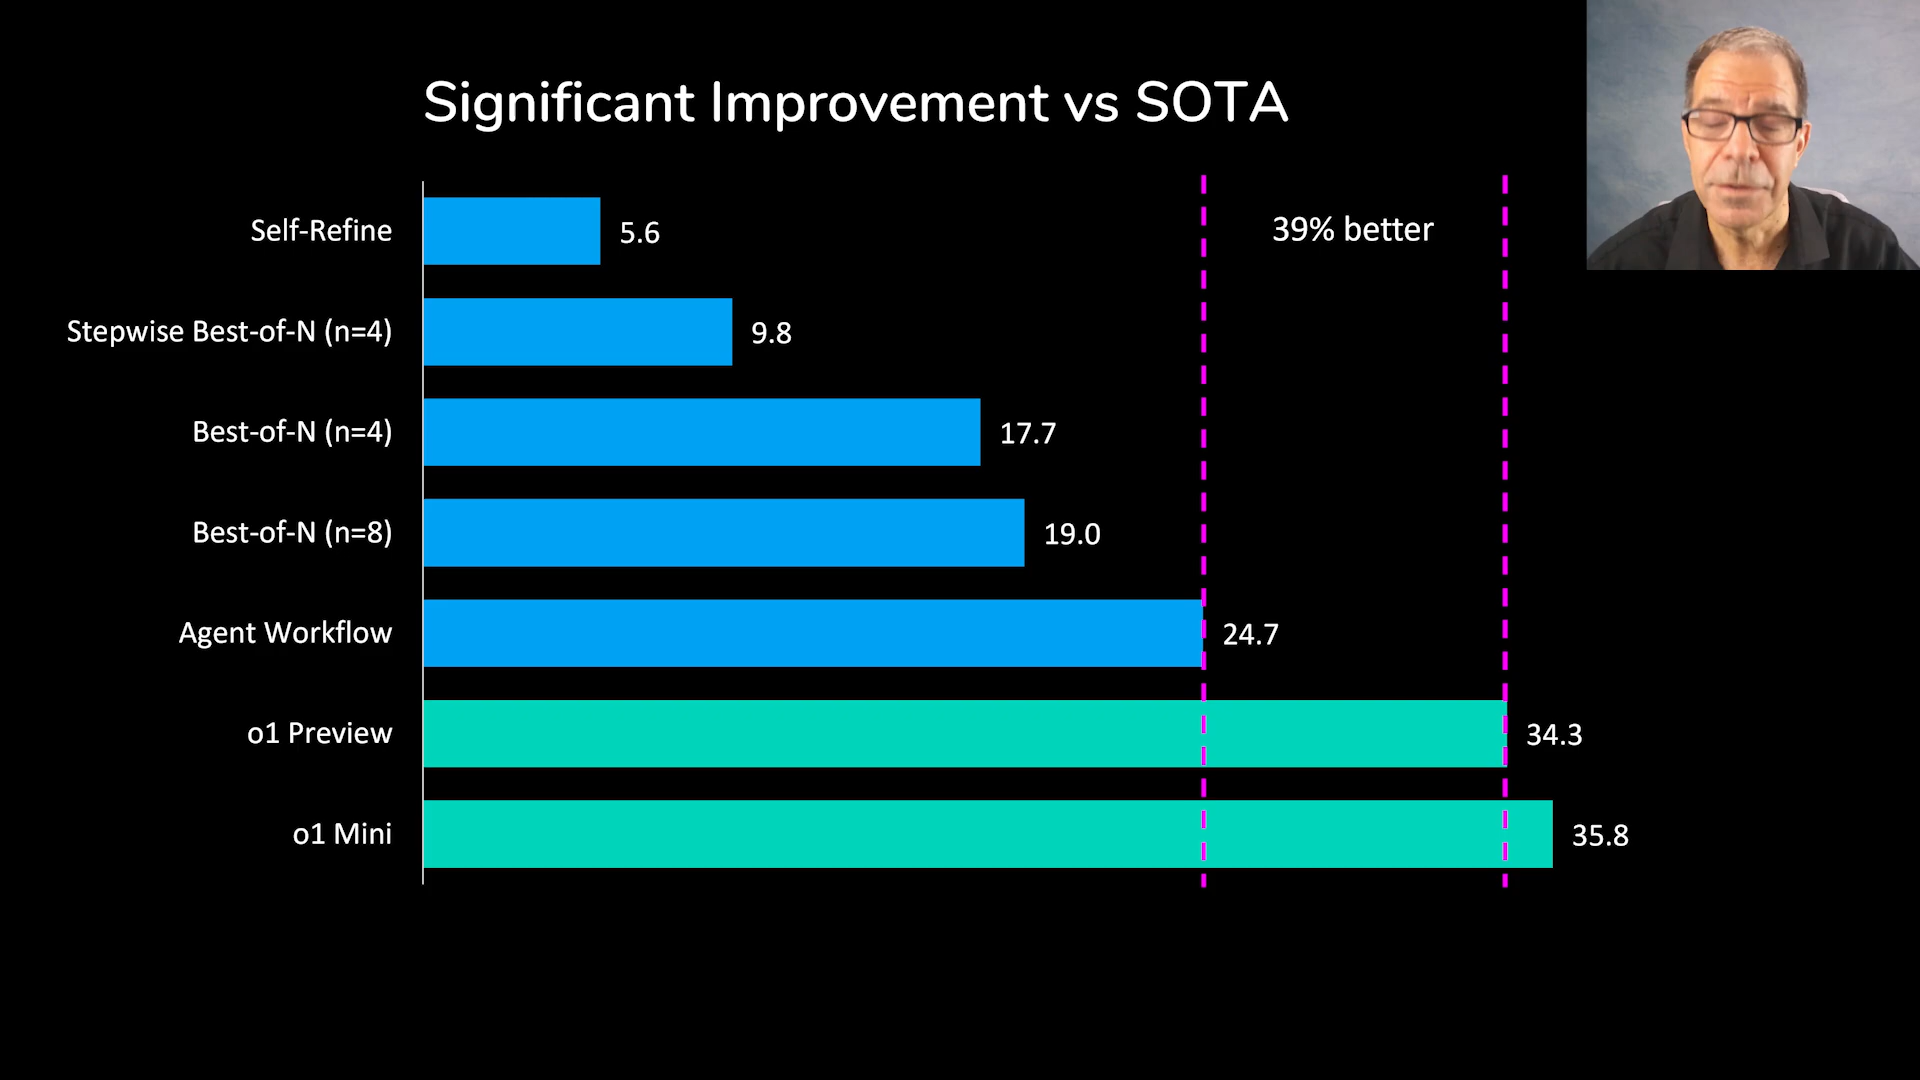 Significant Improvement vs SOTA
39% better
Self-Refine 5.6
Stepwise Best-of-N (n=4) 9.8
Best-of-N (n=4) 17.7
Best-of-N (n=8) 19.0
Agent Workflow 24.7
o1 Preview 34.3
o1 Mini 35.8